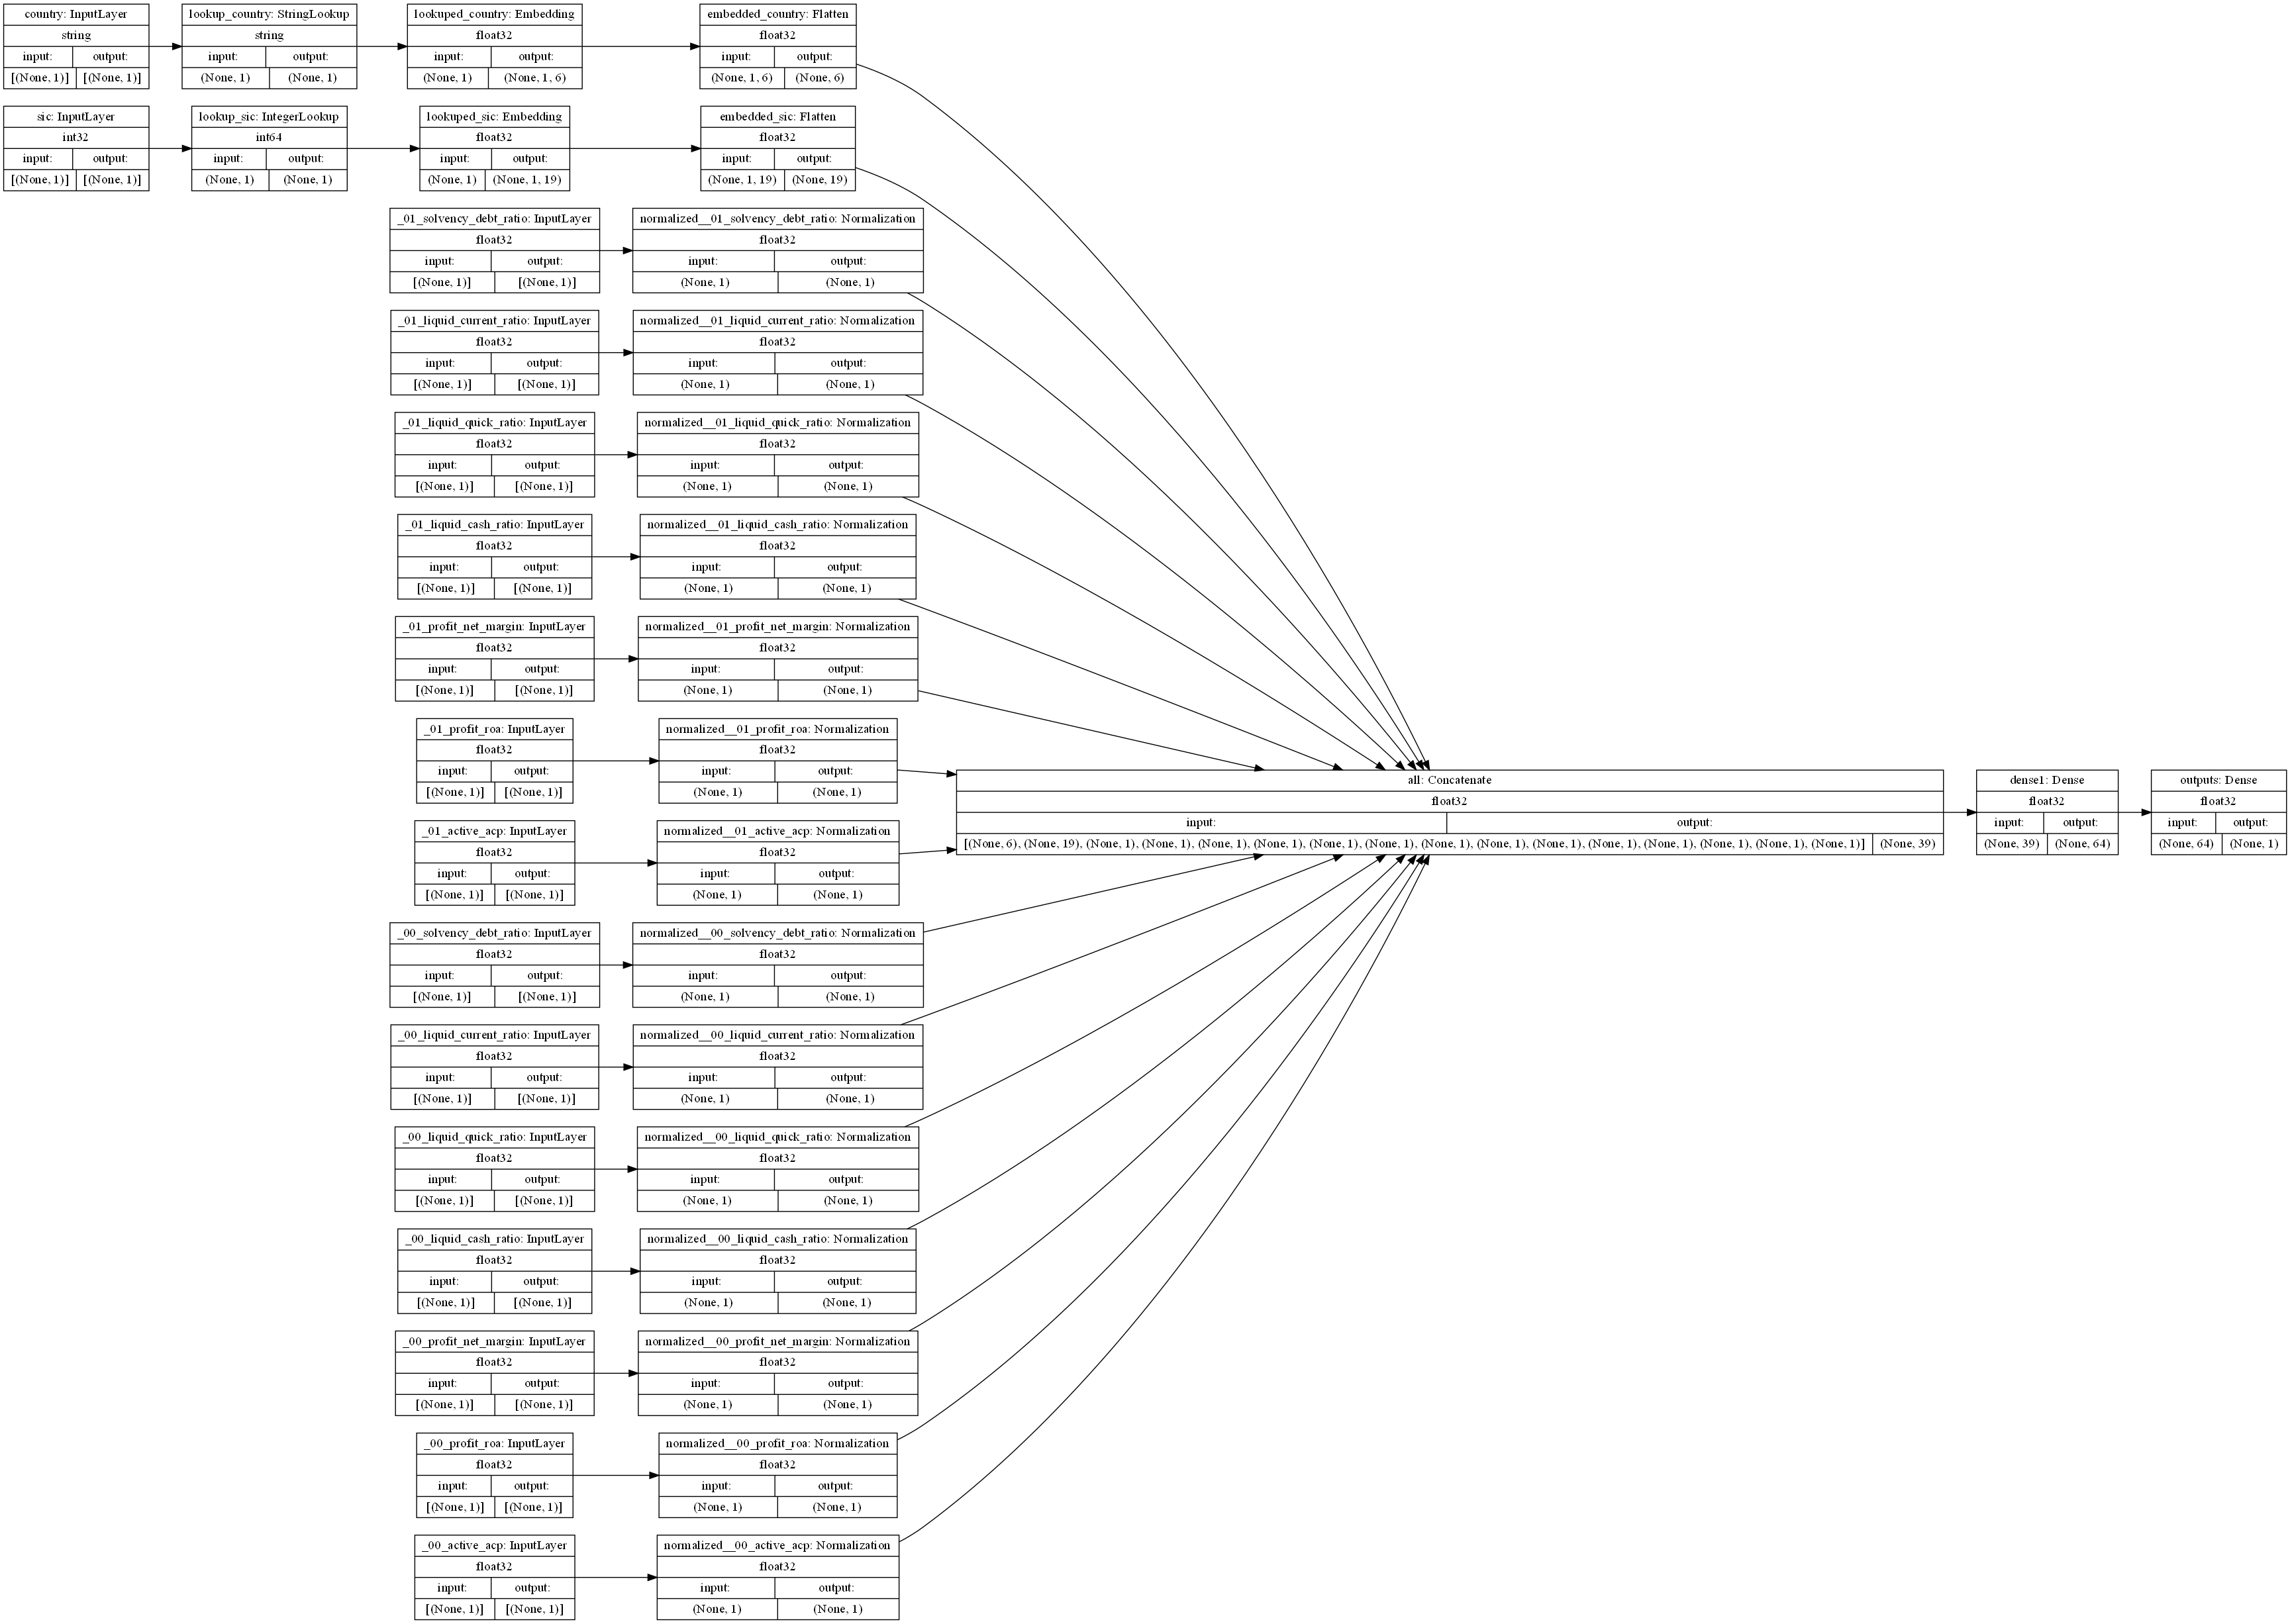 country: InputLayer
string
input: output:
[(None, 1)] [(None, 1)]
lookup_country: StringLookup
string
input: output:
(None, 1) (None, 1)
lookuped_country: Embedding
float32
input: output:
(None, 1) (None, 1, 6)
embedded_country: Flatten
float32
input: output:
(None, 1, 6) (None, 6)
sic: InputLayer
int32
input: output:
[(None, 1)] [(None, 1)]
lookup_sic: IntegerLookup
int64
input: output:
(None, 1) (None, 1)
lookuped_sic: Embedding
float32
input: output:
(None, 1) (None, 1, 19)
embedded_sic: Flatten
float32
input: output:
(None, 1, 19) (None, 19)
_01_solvency_debt_ratio: InputLayer
float32
input: output:
[(None, 1)] [(None, 1)]
normalized__01_solvency_debt_ratio: Normalization
float32
input: output:
(None, 1) (None, 1)
_01_liquid_current_ratio: InputLayer
float32
input: output:
[(None, 1)] [(None, 1)]
normalized__01_liquid_current_ratio: Normalization
float32
input: output:
(None, 1) (None, 1)
_01_liquid_quick_ratio: InputLayer
float32
input: output:
[(None, 1)] [(None, 1)]
normalized__01_liquid_quick_ratio: Normalization
float32
input: output:
(None, 1) (None, 1)
_01_liquid_cash_ratio: InputLayer
float32
input: output:
[(None, 1)] [(None, 1)]
normalized__01_liquid_cash_ratio: Normalization
float32
input: output:
(None, 1) (None, 1)
_01_profit_net_margin: InputLayer
float32
input: output:
[(None, 1)] [(None, 1)]
normalized__01_profit_net_margin: Normalization
float32
input: output:
(None, 1) (None, 1)
_01_profit_roa: InputLayer
float32
input: output:
[(None, 1)] [(None, 1)]
normalized__01_profit_roa: Normalization
float32
input: output:
(None, 1) (None, 1)
_01_active_acp: InputLayer
float32
input: output:
[(None, 1)] [(None, 1)]
normalized__01_active_acp: Normalization
float32
input: output:
(None, 1) (None, 1)
all: Concatenate
float32
input: output:
[(None, 6), (None, 19), (None, 1), (None, 1), (None, 1), (None, 1), (None, 1), (None, 1), (None, 1), (None, 1), (None, 1), (None, 1), (None, 1), (None, 1), (None, 1), (None, 1)] (None, 39)
dense1: Dense
float32
input: output:
(None, 39) (None, 64)
outputs: Dense
float32
input: output:
(None, 64) (None, 1)
_00_solvency_debt_ratio: InputLayer
float32
input: output:
[(None, 1)] [(None, 1)]
normalized__00_solvency_debt_ratio: Normalization
float32
input: output:
(None, 1) (None, 1)
_00_liquid_current_ratio: InputLayer
float32
input: output:
[(None, 1)] [(None, 1)]
normalized__00_liquid_current_ratio: Normalization
float32
input: output:
(None, 1) (None, 1)
_00_liquid_quick_ratio: InputLayer
float32
input: output:
[(None, 1)] [(None, 1)]
normalized__00_liquid_quick_ratio: Normalization
float32
input: output:
(None, 1) (None, 1)
_00_liquid_cash_ratio: InputLayer
float32
input: output:
[(None, 1)] [(None, 1)]
normalized__00_liquid_cash_ratio: Normalization
float32
input: output:
(None, 1) (None, 1)
_00_profit_net_margin: InputLayer
float32
input: output:
[(None, 1)] [(None, 1)]
normalized__00_profit_net_margin: Normalization
float32
input: output:
(None, 1) (None, 1)
_00_profit_roa: InputLayer
float32
input: output:
[(None, 1)] [(None, 1)]
normalized__00_profit_roa: Normalization
float32
input: output:
(None, 1) (None, 1)
_00_active_acp: InputLayer
float32
input: output:
[(None, 1)] [(None, 1)]
normalized__00_active_acp: Normalization
float32
input: output:
(None, 1) (None, 1)